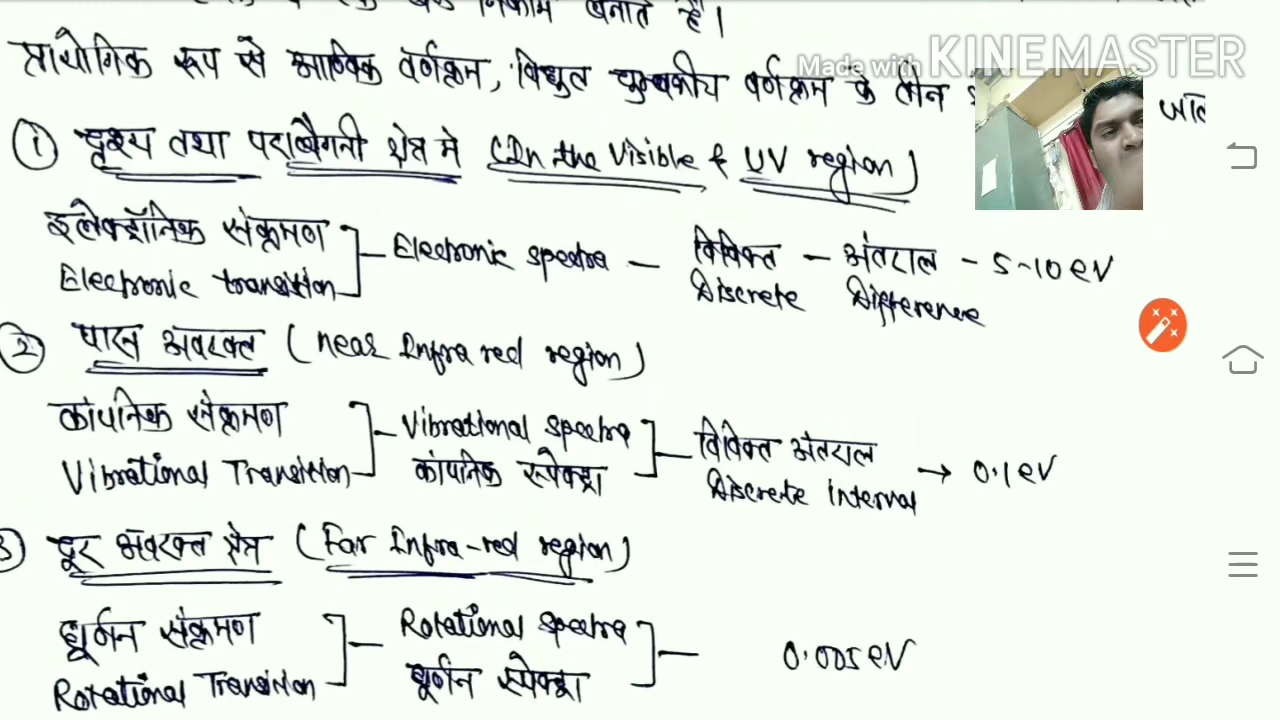 निकाय बनाते हैं।
Made with KINEMASTER
प्रायोगिक रूप से आणविक वर्णक्रम, विद्युत चुम्बकीय वर्णक्रम के तीन
① दृश्य तथा पराबैंगनी क्षेत्र में (In the Visible & UV region)
इलेक्ट्रॉनिक संक्रमण
Electronic transition
Electronic spectra
विविक्त – अंतराल – 5-10 eV
Discrete Difference
② पास अवरक्त (near Infra red region)
कांपनिक संक्रमण
Vibrational Transition
Vibrational Spectra
कांपनिक स्पेक्ट्रा
विविक्त अंतराल
Discrete interval
→ 0.1 eV
3 दूर अवरक्त क्षेत्र (Far Infra-red region)
घूर्णन संक्रमण
Rotational Transition
Rotational Spectra
घूर्णन स्पेक्ट्रा
0.005 eV